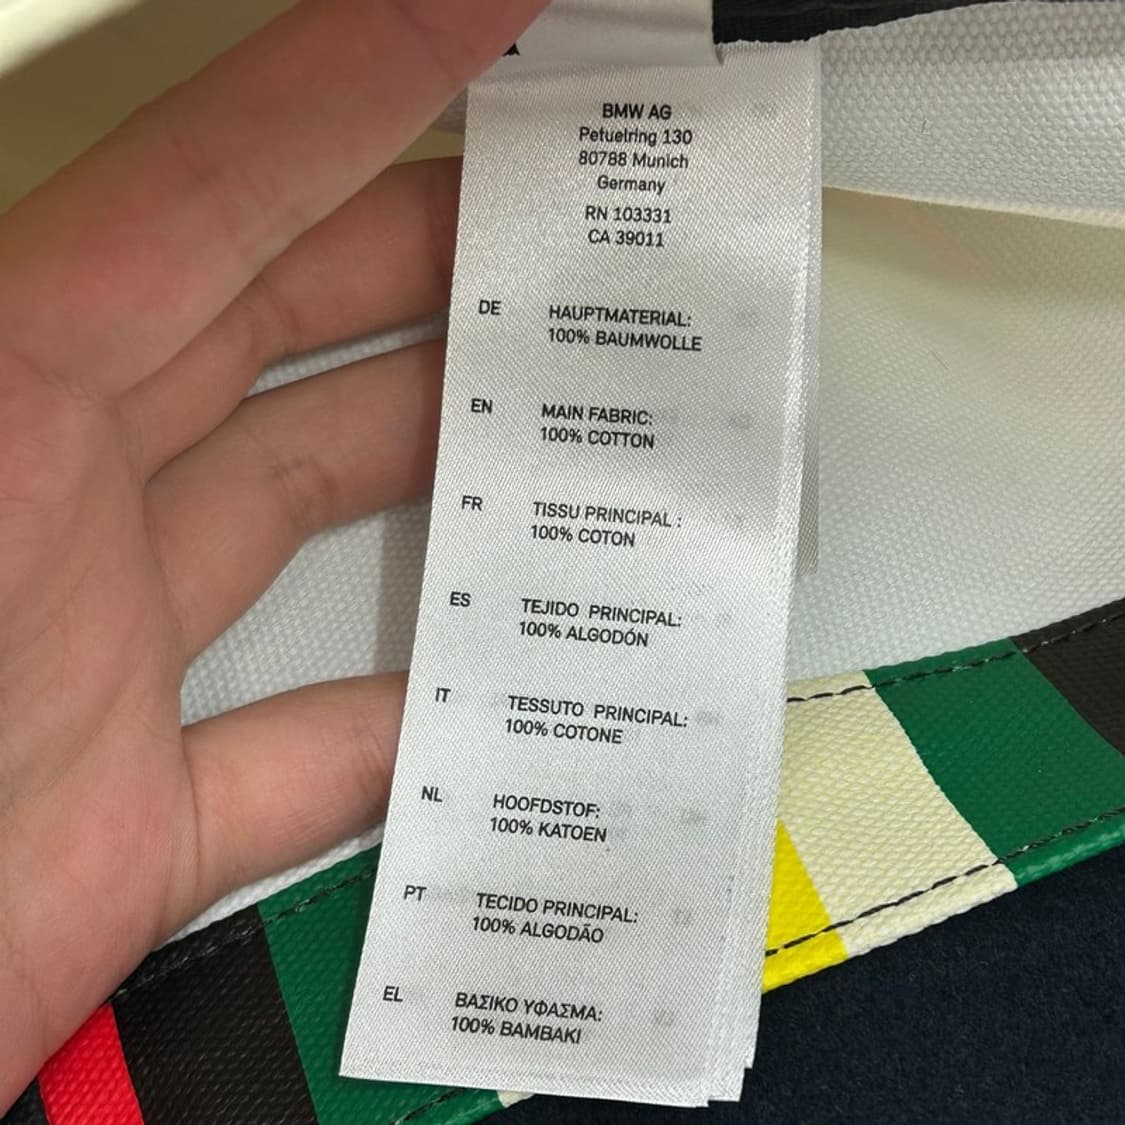 BMW AG
Petuelring 130
80788 Munich
Germany
RN 103331
CA 39011
DE HAUPTMATERIAL:
100% BAUMWOLLE
EN MAIN FABRIC:
100% COTTON
FR TISSU PRINCIPAL :
100% COTON
ES TEJIDO PRINCIPAL:
100% ALGODÓN
IT TESSUTO PRINCIPAL:
100% COTONE
NL HOOFDSTOF:
100% KATOEN
PT TECIDO PRINCIPAL:
100% ALGODÃO
EL ΒΑΣΙΚΟ ΥΦΑΣΜΑ:
100% ΒΑΜΒΑΚΙ